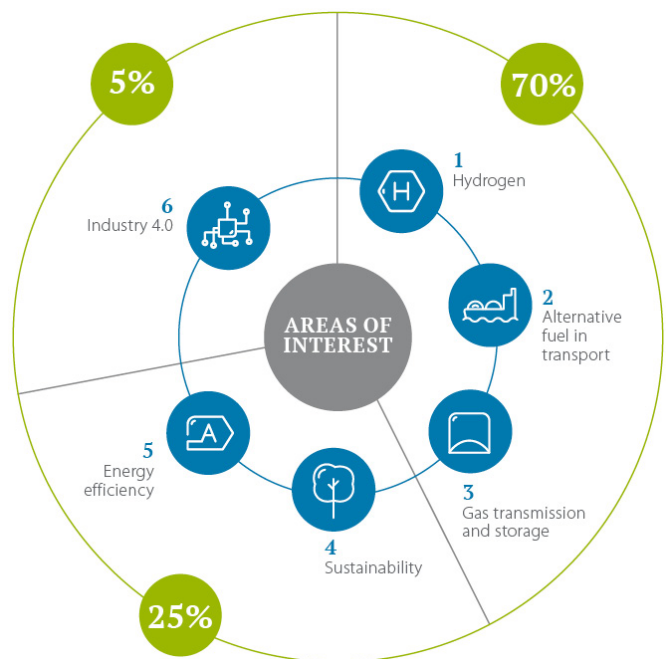 5%
70%
1
Hydrogen
6
Industry 4.0
H
2
Alternative
fuel in
transport
AREAS OF
INTEREST
A
5
Energy
efficiency
3
Gas transmission
and storage
4
Sustainability
25%